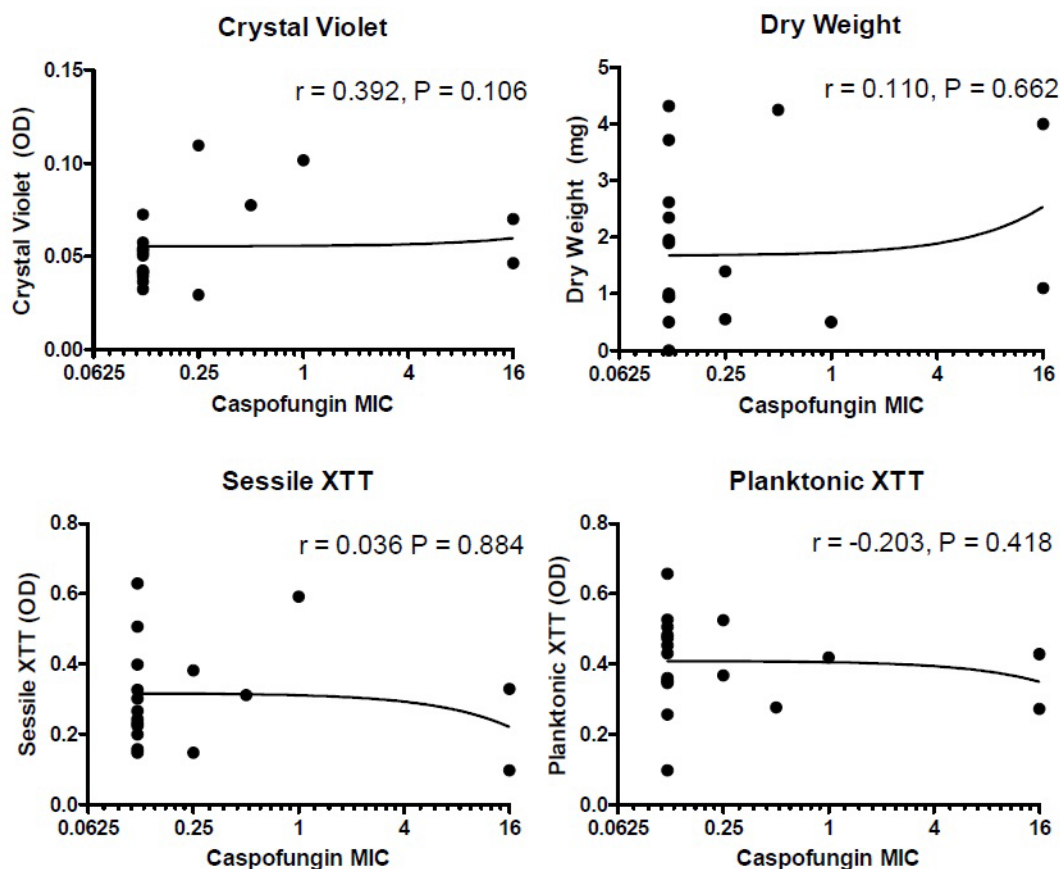 Crystal Violet
r = 0.392, P = 0.106
Crystal Violet (OD)
0.15
0.10
0.05
0.00
0.0625 0.25 1 4 16
Caspofungin MIC
Dry Weight
r = 0.110, P = 0.662
Dry Weight (mg)
5
4
3
2
1
0
0.0625 0.25 1 4 16
Caspofungin MIC
Sessile XTT
r = 0.036 P = 0.884
Sessile XTT (OD)
0.8
0.6
0.4
0.2
0.0
0.0625 0.25 1 4 16
Caspofungin MIC
Planktonic XTT
r = -0.203, P = 0.418
Planktonic XTT (OD)
0.8
0.6
0.4
0.2
0.0
0.0625 0.25 1 4 16
Caspofungin MIC